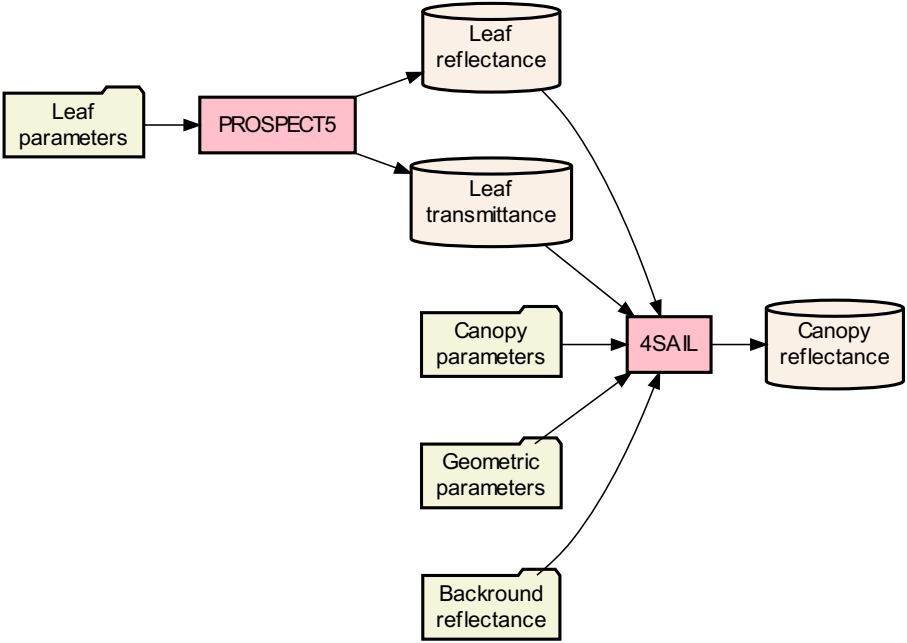 Leaf
reflectance
Leaf
parameters
PROSPECT5
Leaf
transmittance
Canopy
parameters
4SAIL
Canopy
reflectance
Geometric
parameters
Backround
reflectance